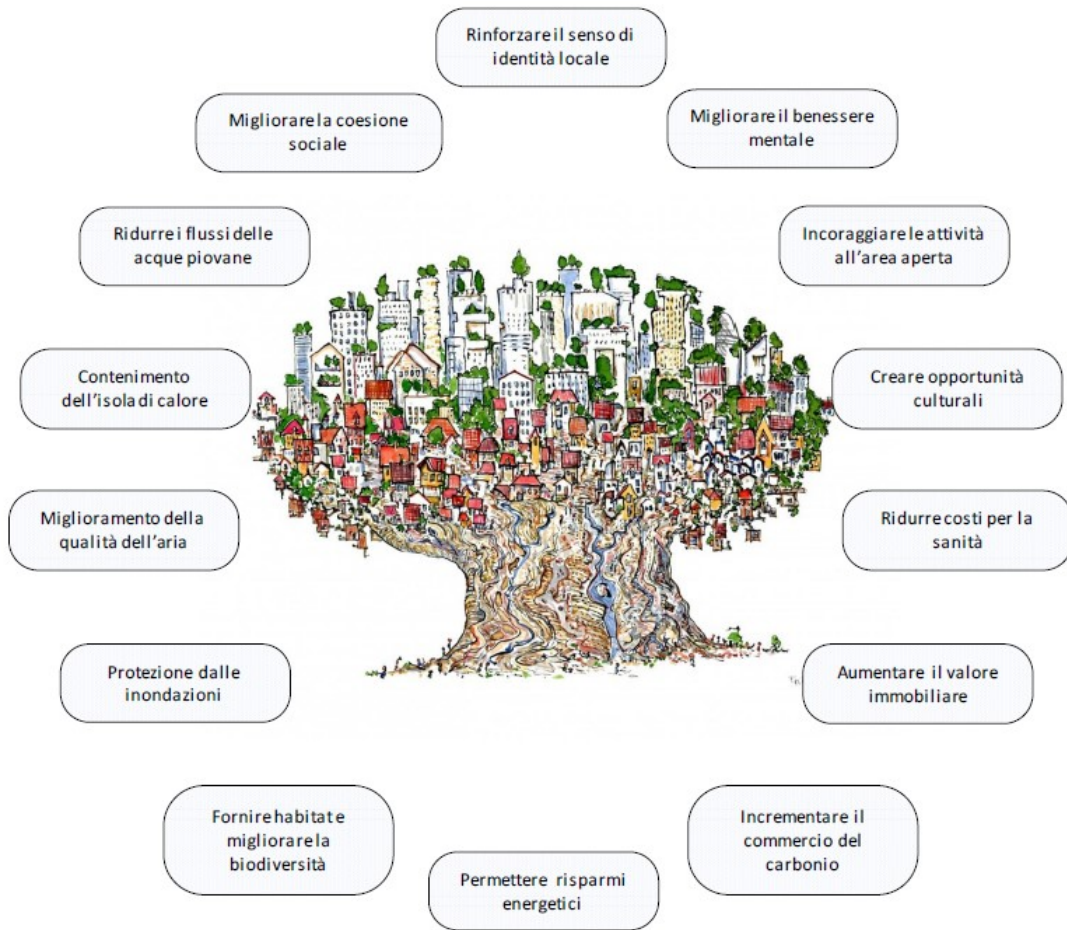 Rinforzare il senso di
identità locale
Migliorare la coesione
sociale
Migliorare il benessere
mentale
Ridurre i flussi delle
acque piovane
Incoraggiare le attività
all'area aperta
Contenimento
dell'isola di calore
Creare opportunità
culturali
Miglioramento della
qualità dell'aria
Ridurre costi per la
sanità
Protezione dalle
inondazioni
Aumentare il valore
immobiliare
Fornire habitat e
migliorare la
biodiversità
Incrementare il
commercio del
carbonio
Permettere risparmi
energetici